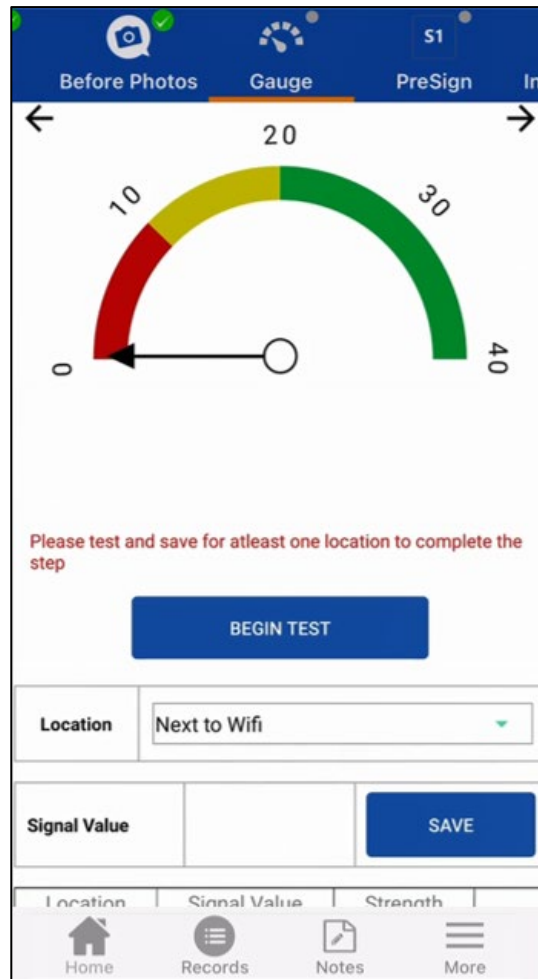 S1
Before Photos Gauge PreSign In
20
10 30
0 40
Please test and save for atleast one location to complete the
step
BEGIN TEST
Location Next to Wifi
Signal Value SAVE
Location Signal Value Strength
Home Records Notes More